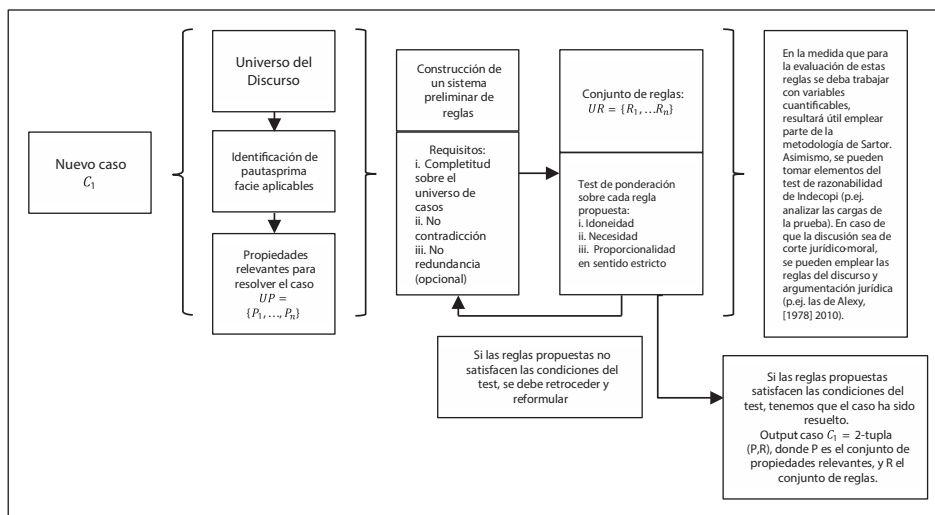 Nuevo caso
C₁
Universo del
Discurso
Identificación de
pautasprima
facie aplicables
Propiedades
relevantes para
resolver el caso
UP =
{P₁, ..., Pₙ}
Construcción de
un sistema
preliminar de
reglas
Requisitos:
i. Completitud
sobre el
universo de
casos
ii. No
contradicción
iii. No
redundancia
(opcional)
Conjunto de reglas:
UR = {R₁, ...Rₙ}
Test de ponderación
sobre cada regla
propuesta:
i. Idoneidad
ii. Necesidad
iii. Proporcionalidad
en sentido estricto
En la medida que para
la evaluación de estas
reglas se deba trabajar
con variables
cuantificables,
resultará útil emplear
parte de la
metodología de Sartor.
Asimismo, se pueden
tomar elementos del
test de razonabilidad
de Indecopi (p.ej.
analizar las cargas de
la prueba). En caso de
que la discusión sea de
corte jurídico-moral,
se pueden emplear las
reglas del discurso y
argumentación jurídica
(p.ej. las de Alexy,
[1978] 2010).
Si las reglas propuestas no
satisfacen las condiciones del
test, se debe retroceder y
reformular
Si las reglas propuestas
satisfacen las condiciones del
test, tenemos que el caso ha sido
resuelto.
Output caso C₁ = 2-tupla
(P,R), donde P es el conjunto de
propiedades relevantes, y R el
conjunto de reglas.